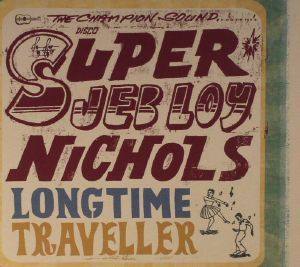 THE CHAMPION SOUND...
DISCO
SUPER
JEB LOY
NICHOLS
LONGTIME
TRAVELLER